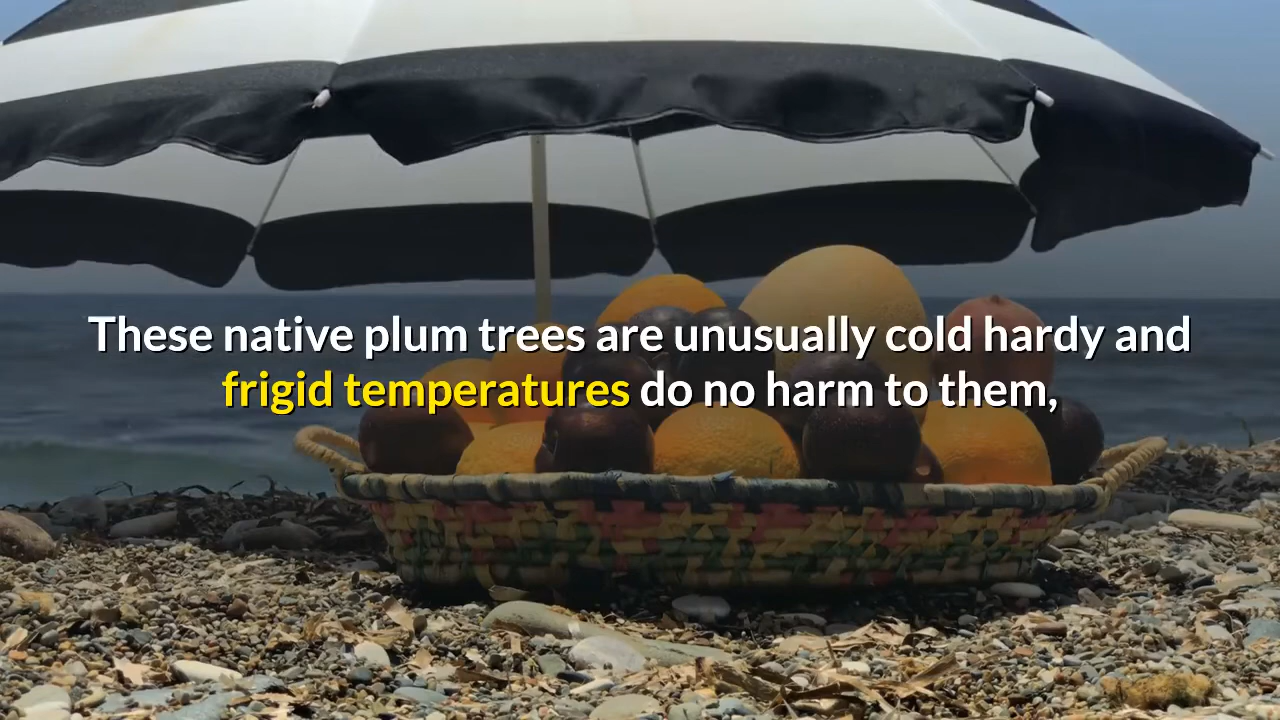 These native plum trees are unusually cold hardy and
frigid temperatures do no harm to them,